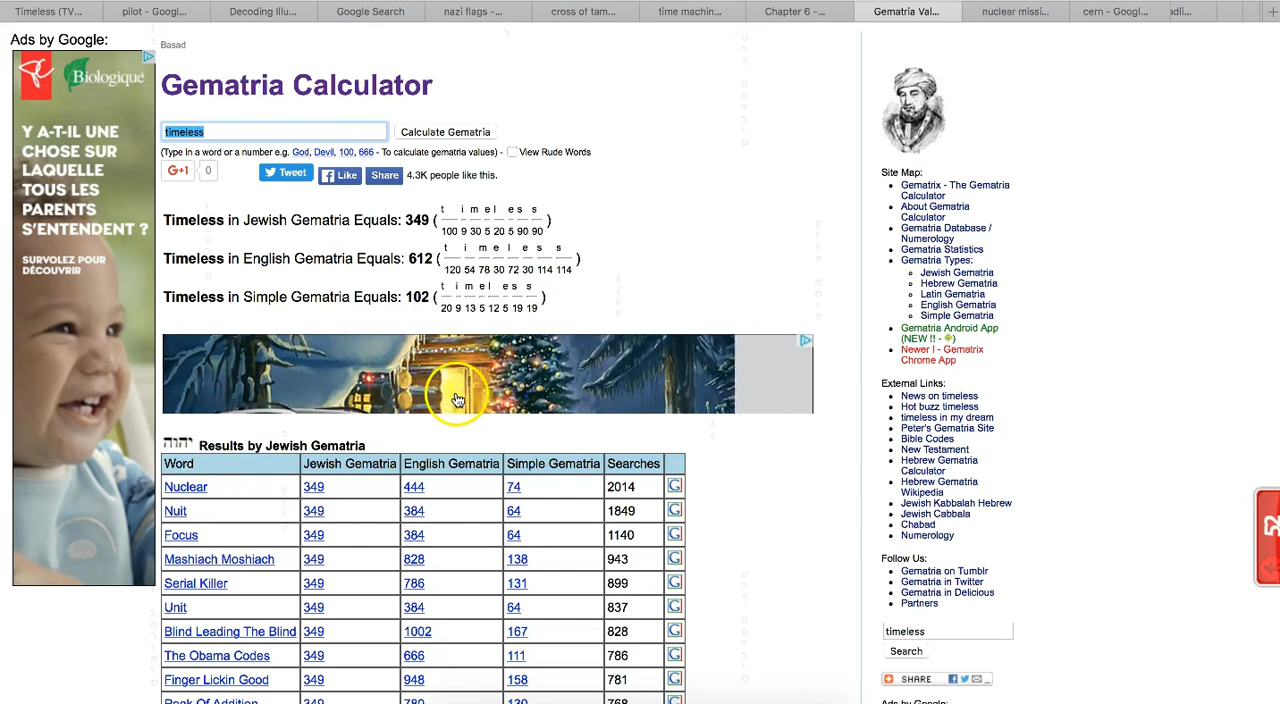 Timeless (TV...
pilot - Googl...
Decoding Illu...
Google Search
nazi flags -...
cross of tam...
time machin...
Chapter 6 -...
Gematria Val...
nuclear missi...
cern - Googl...
Ads by Google:
PC
Biologique
Y A-T-IL UNE
CHOSE SUR
LAQUELLE
TOUS LES
PARENTS
S'ENTENDENT ?
SURVOLEZ POUR
DÉCOUVRIR
Basad
Gematria Calculator
timeless
Calculate Gematria
(Type in a word or a number e.g. God, Devil, 100, 666 - To calculate gematria values) - View Rude Words
G+1 0 Tweet Like Share 4.3K people like this.
t i m e l e s s
Timeless in Jewish Gematria Equals: 349 ( )
100 9 30 5 20 5 90 90
t i m e l e s s
Timeless in English Gematria Equals: 612 ( )
120 54 78 30 72 30 114 114
t i m e l e s s
Timeless in Simple Gematria Equals: 102 ( )
20 9 13 5 12 5 19 19
יהוה Results by Jewish Gematria
Word Jewish Gematria English Gematria Simple Gematria Searches
Nuclear 349 444 74 2014 G
Nuit 349 384 64 1849 G
Focus 349 384 64 1140 G
Mashiach Moshiach 349 828 138 943 G
Serial Killer 349 786 131 899 G
Unit 349 384 64 837 G
Blind Leading The Blind 349 1002 167 828 G
The Obama Codes 349 666 111 786 G
Finger Lickin Good 349 948 158 781 G
Rock Of Addition 349 780 130 768 G
Site Map:
Gematrix - The Gematria
Calculator
About Gematria
Calculator
Gematria Database /
Numerology
Gematria Statistics
Gematria Types:
Jewish Gematria
Hebrew Gematria
Latin Gematria
English Gematria
Simple Gematria
Gematria Android App
(NEW !! - )
Newer ! - Gematrix
Chrome App
External Links:
News on timeless
Hot buzz timeless
timeless in my dream
Peter's Gematria Site
Bible Codes
New Testament
Hebrew Gematria
Calculator
Hebrew Gematria
Wikipedia
Jewish Kabbalah Hebrew
Jewish Cabbala
Chabad
Numerology
Follow Us:
Gematria on Tumblr
Gematria in Twitter
Gematria in Delicious
Partners
timeless
Search
SHARE
Ads by Google: